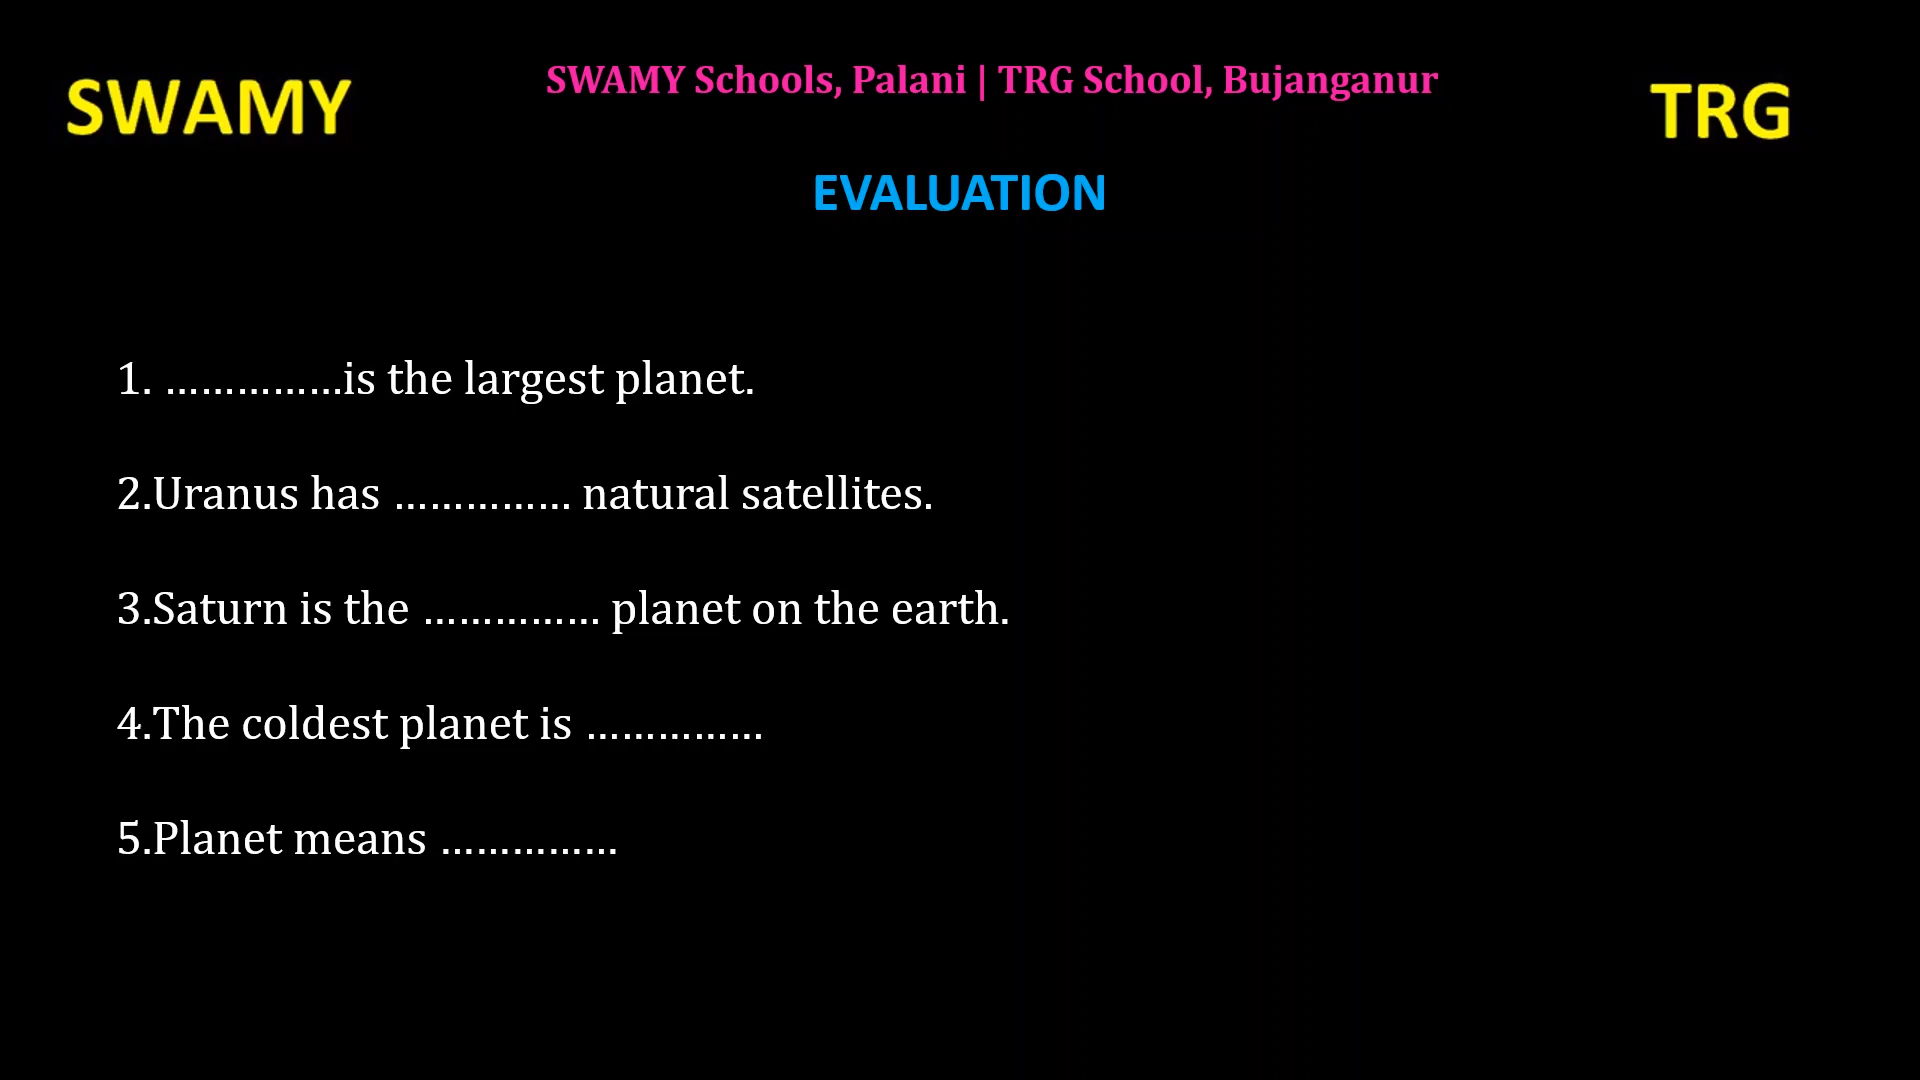 SWAMY
SWAMY Schools, Palani | TRG School, Bujanganur
TRG
EVALUATION
1. ……………is the largest planet.
2.Uranus has …………… natural satellites.
3.Saturn is the …………… planet on the earth.
4.The coldest planet is ……………
5.Planet means ……………